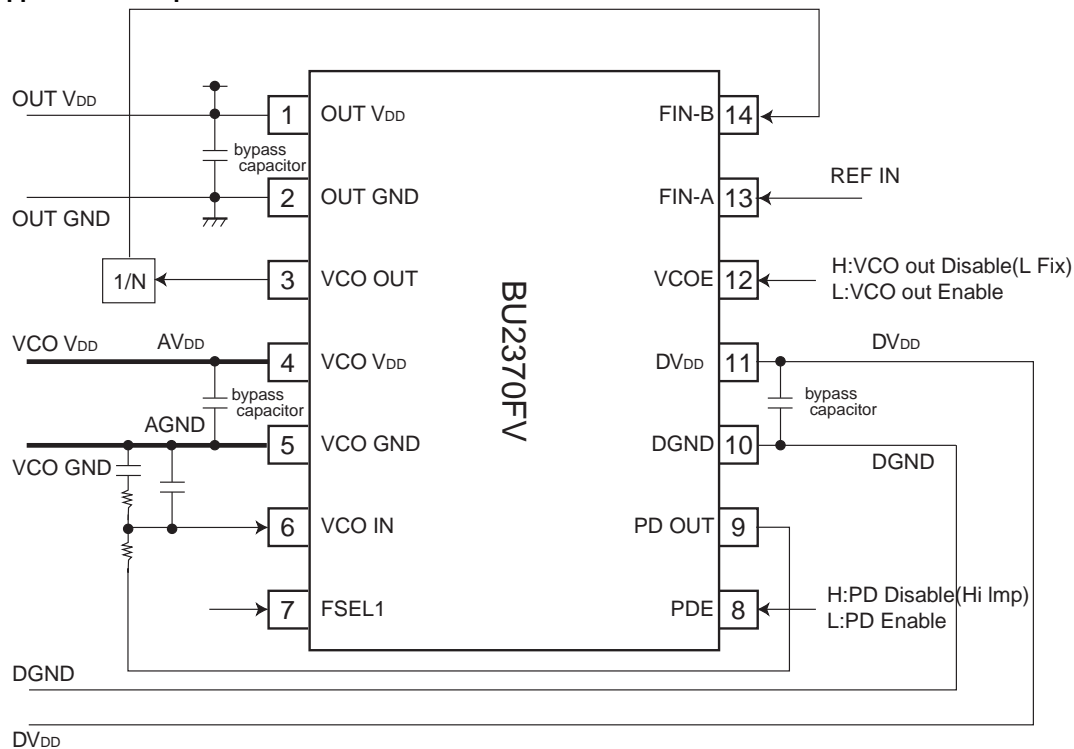 OUT VDD
bypass
capacitor
OUT GND
1/N
VCO VDD
AVDD
bypass
capacitor
AGND
VCO GND
DGND
DVDD
1 OUT VDD
2 OUT GND
3 VCO OUT
4 VCO VDD
5 VCO GND
6 VCO IN
7 FSEL1
BU2370FV
FIN-B 14
FIN-A 13
VCOE 12
DVDD 11
DGND 10
PD OUT 9
PDE 8
REF IN
H:VCO out Disable(L Fix)
L:VCO out Enable
DVDD
bypass
capacitor
DGND
H:PD Disable(Hi Imp)
L:PD Enable